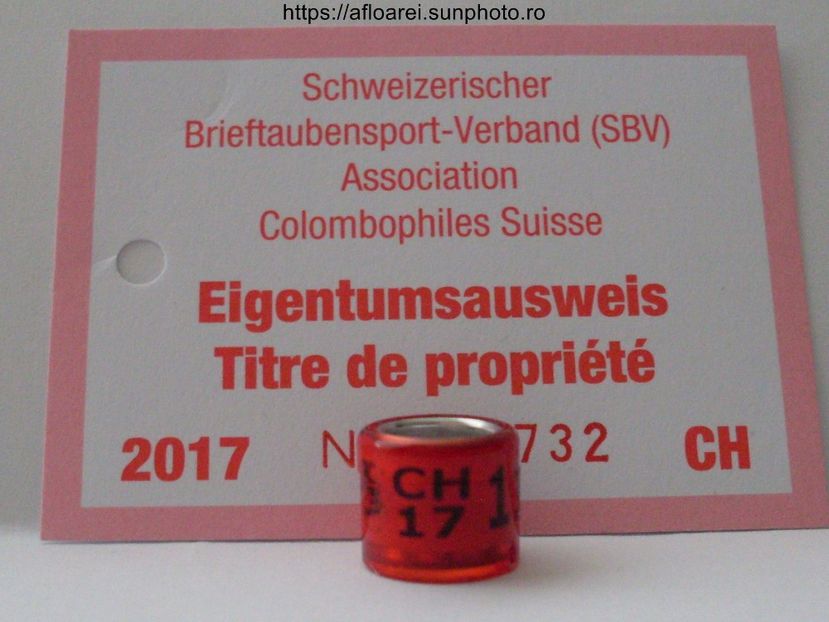 https://afloarei.sunphoto.ro
Schweizerischer
Brieftaubensport-Verband (SBV)
Association
Colombophiles Suisse
Eigentumsausweis
Titre de propriété
2017 N 732 CH
CH 1
17